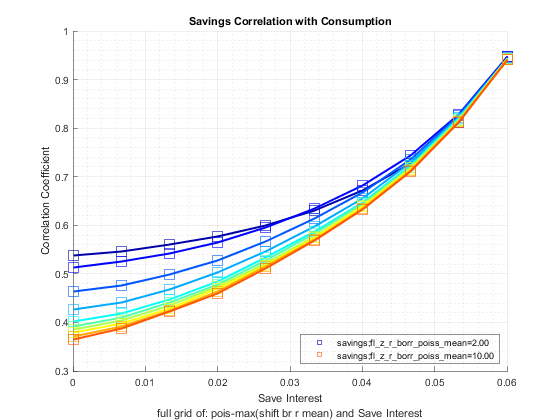 Savings Correlation with Consumption
Correlation Coefficient
1
0.9
0.8
0.7
0.6
0.5
0.4
0.3
0
0.01
0.02
0.03
0.04
0.05
0.06
savings:fl_z_r_borr_poiss_mean=2.00
savings:fl_z_r_borr_poiss_mean=10.00
Save Interest
full grid of: pois-max(shift br r mean) and Save Interest